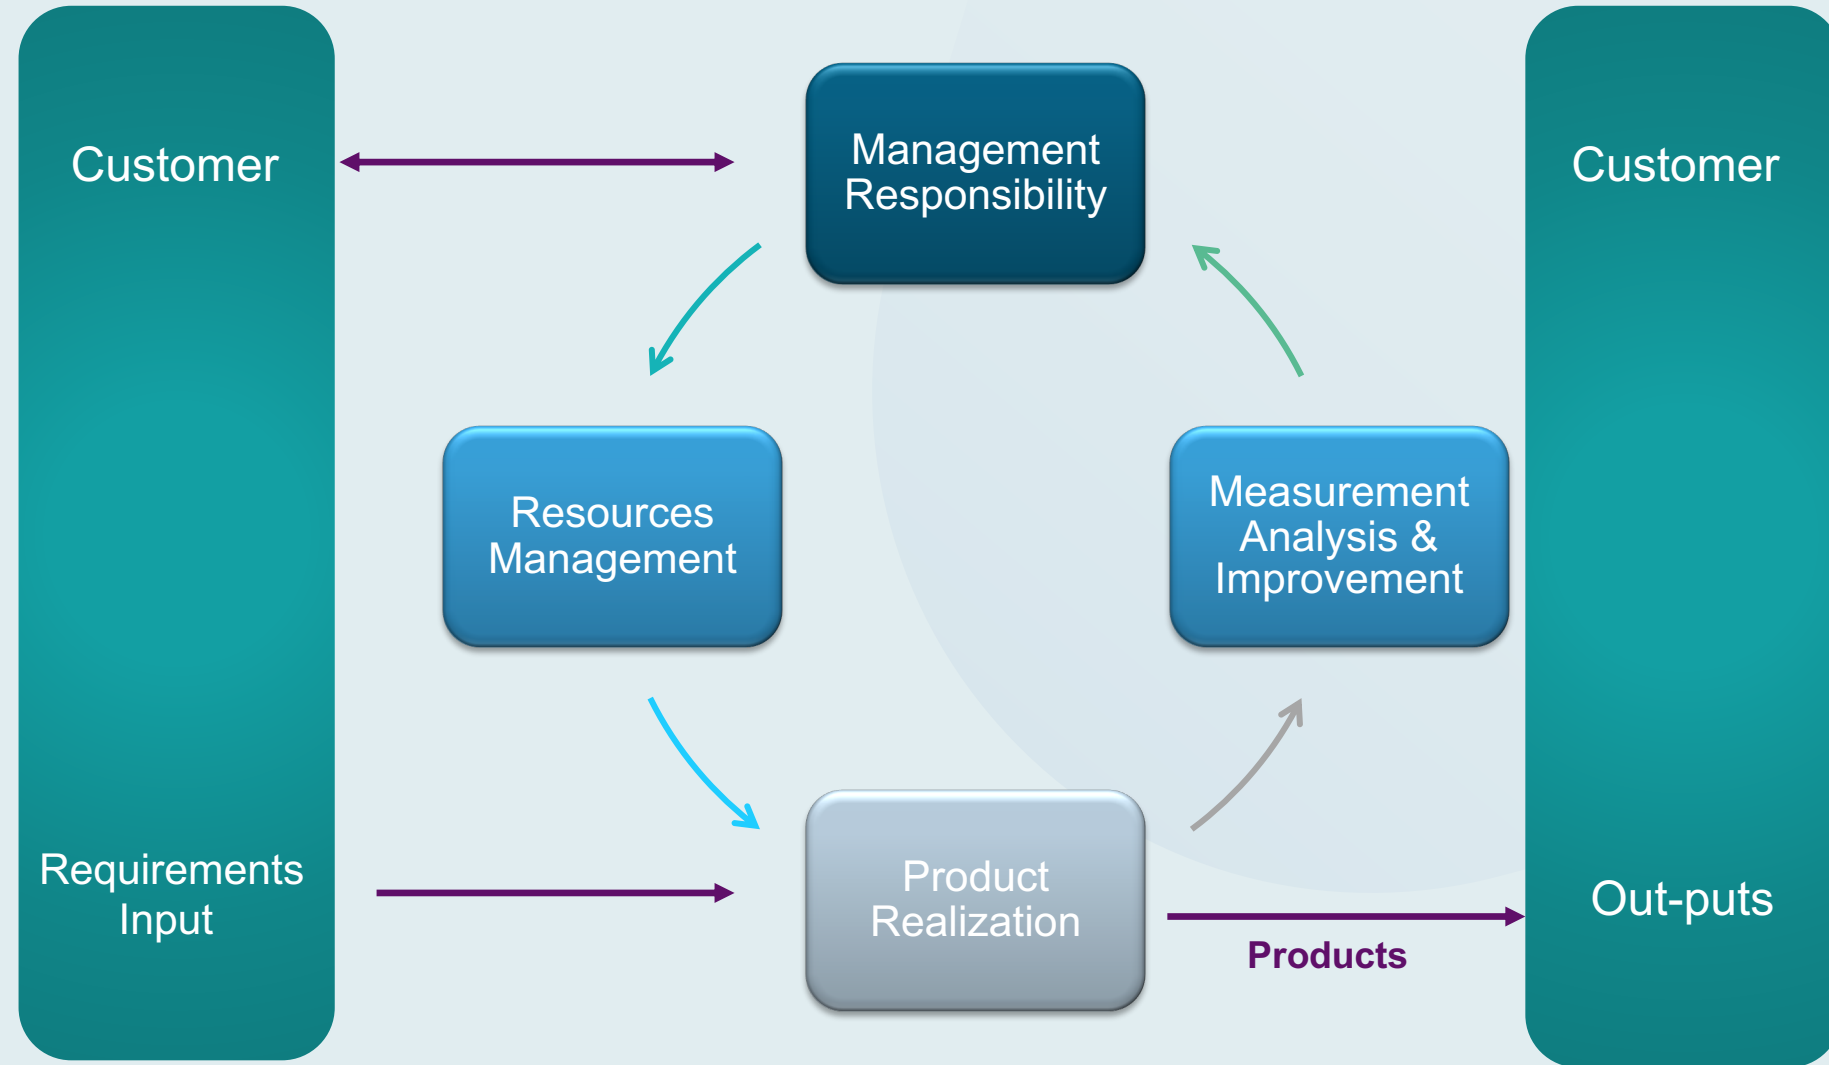 Customer
Management
Responsibility
Customer
Resources
Management
Measurement
Analysis &
Improvement
Requirements
Input
Product
Realization
Products
Out-puts